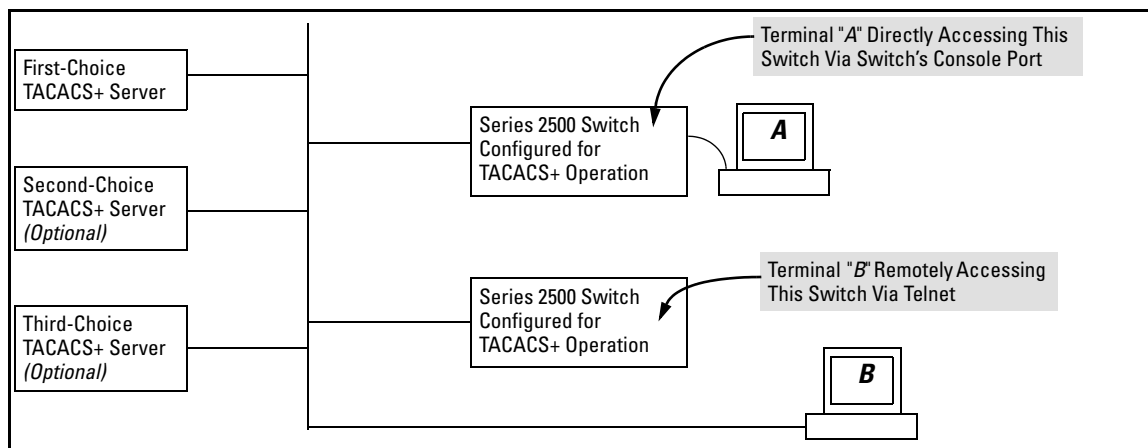 First-Choice
TACACS+ Server
Second-Choice
TACACS+ Server
(Optional)
Third-Choice
TACACS+ Server
(Optional)
Terminal "A" Directly Accessing This
Switch Via Switch's Console Port
Series 2500 Switch
Configured for
TACACS+ Operation
A
Terminal "B" Remotely Accessing
This Switch Via Telnet
Series 2500 Switch
Configured for
TACACS+ Operation
B